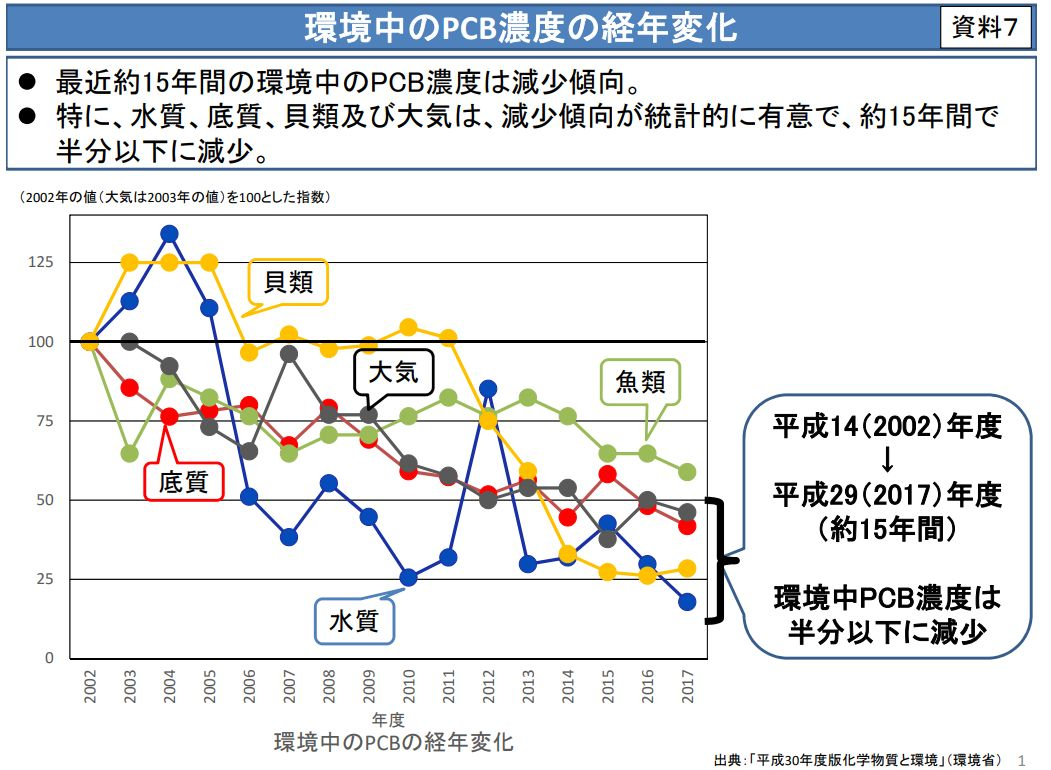 環境中のPCB濃度の経年変化
資料7
● 最近約15年間の環境中のPCB濃度は減少傾向。
● 特に、水質、底質、貝類及び大気は、減少傾向が統計的に有意で、約15年間で
半分以下に減少。
(2002年の値(大気は2003年の値)を100とした指数)
125
100
75
50
25
0
貝類
大気
魚類
底質
水質
2002 2003 2004 2005 2006 2007 2008 2009 2010 2011 2012 2013 2014 2015 2016 2017
年度
環境中のPCBの経年変化
平成14(2002)年度
↓
平成29(2017)年度
(約15年間)
環境中PCB濃度は
半分以下に減少
出典:「平成30年度版化学物質と環境」(環境省) 1